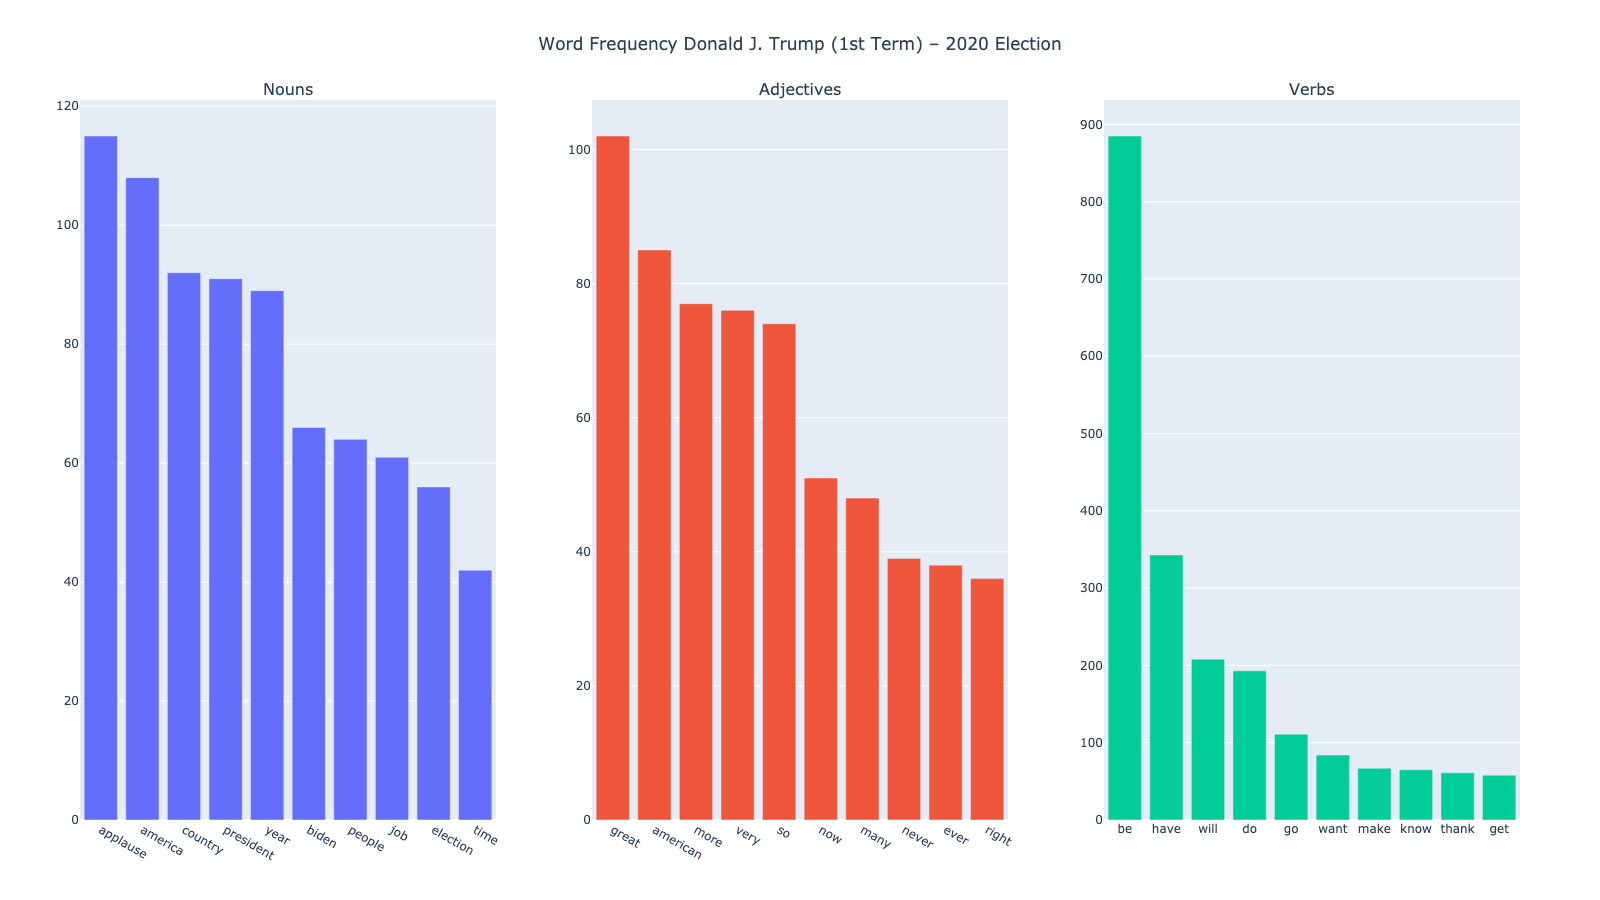 Word Frequency Donald J. Trump (1st Term) – 2020 Election
Nouns
120
100
80
60
40
20
0
applause
america
country
president
year
biden
people
job
election
time
Adjectives
100
80
60
40
20
0
great
american
more
very
so
now
many
never
ever
right
Verbs
900
800
700
600
500
400
300
200
100
0
be have will do go want make know thank get